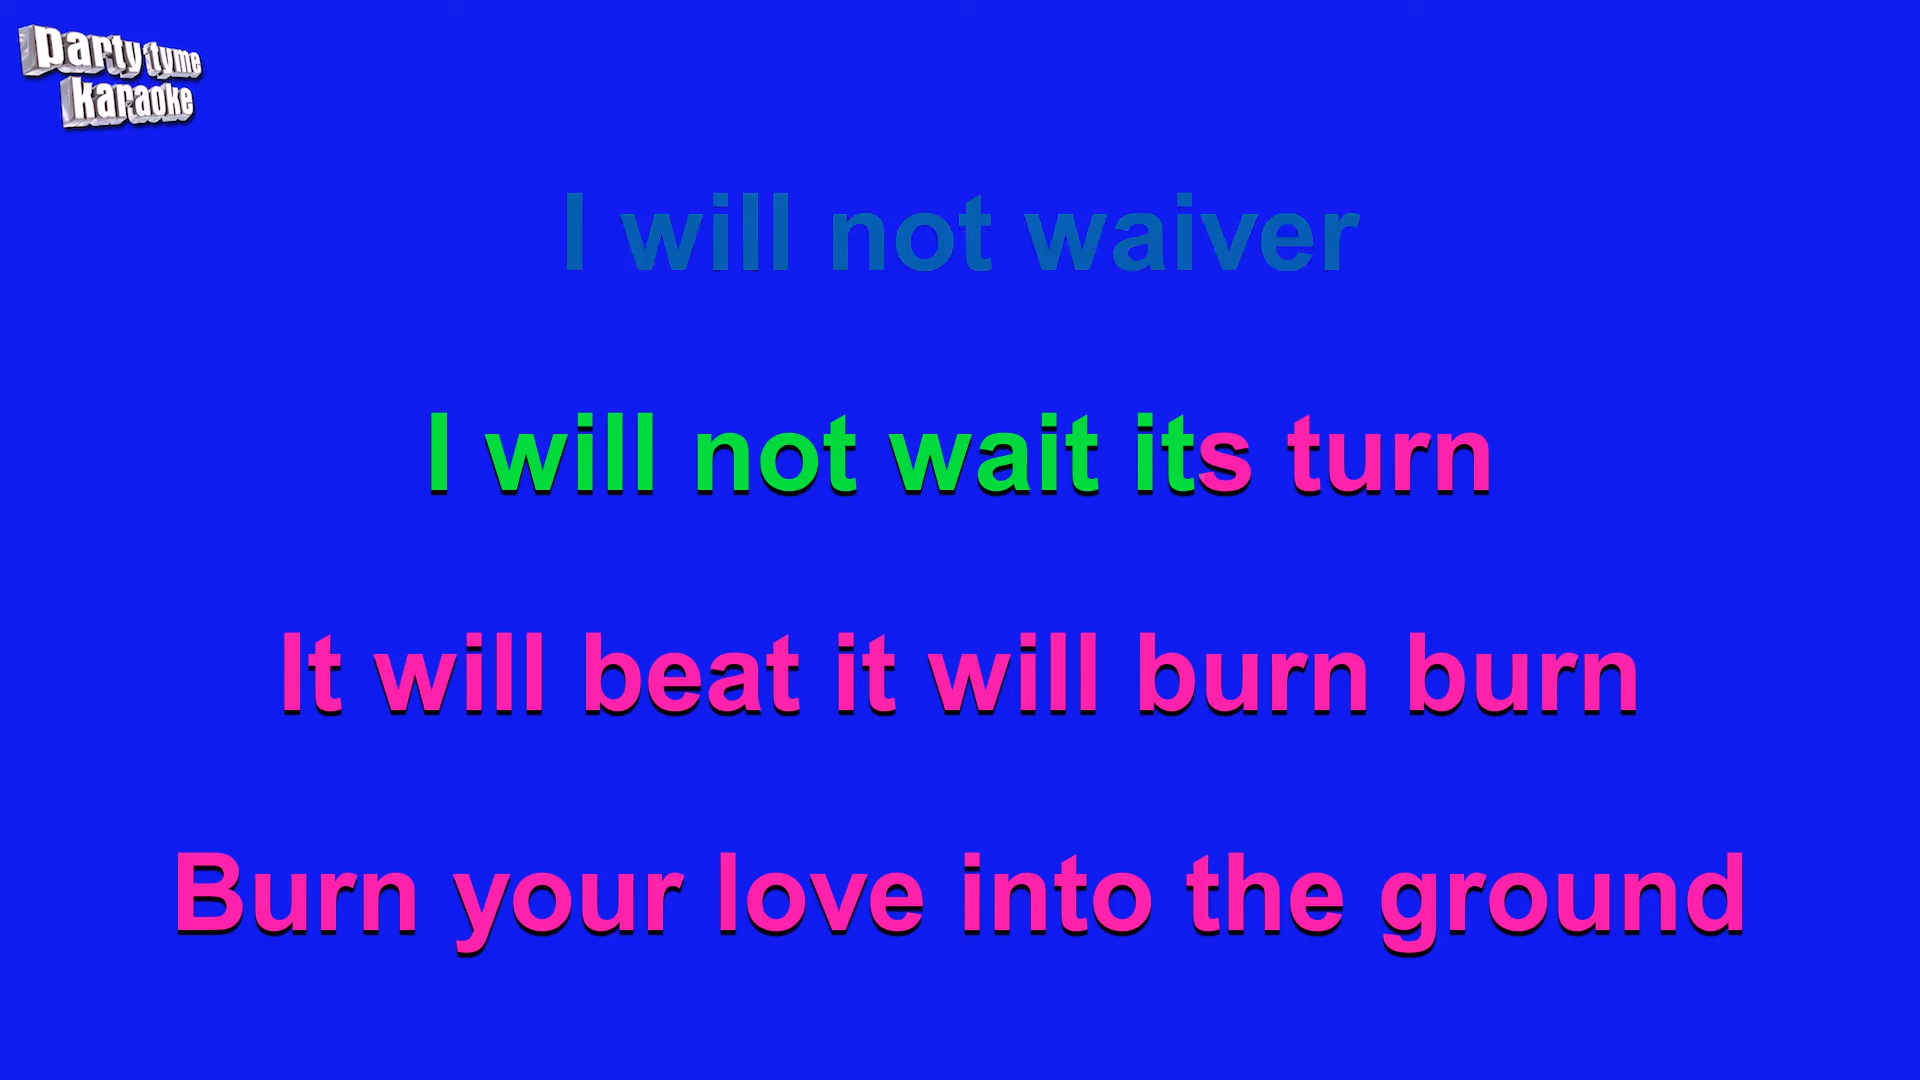 party tyme
karaoke
I will not waiver
I will not wait its turn
It will beat it will burn burn
Burn your love into the ground